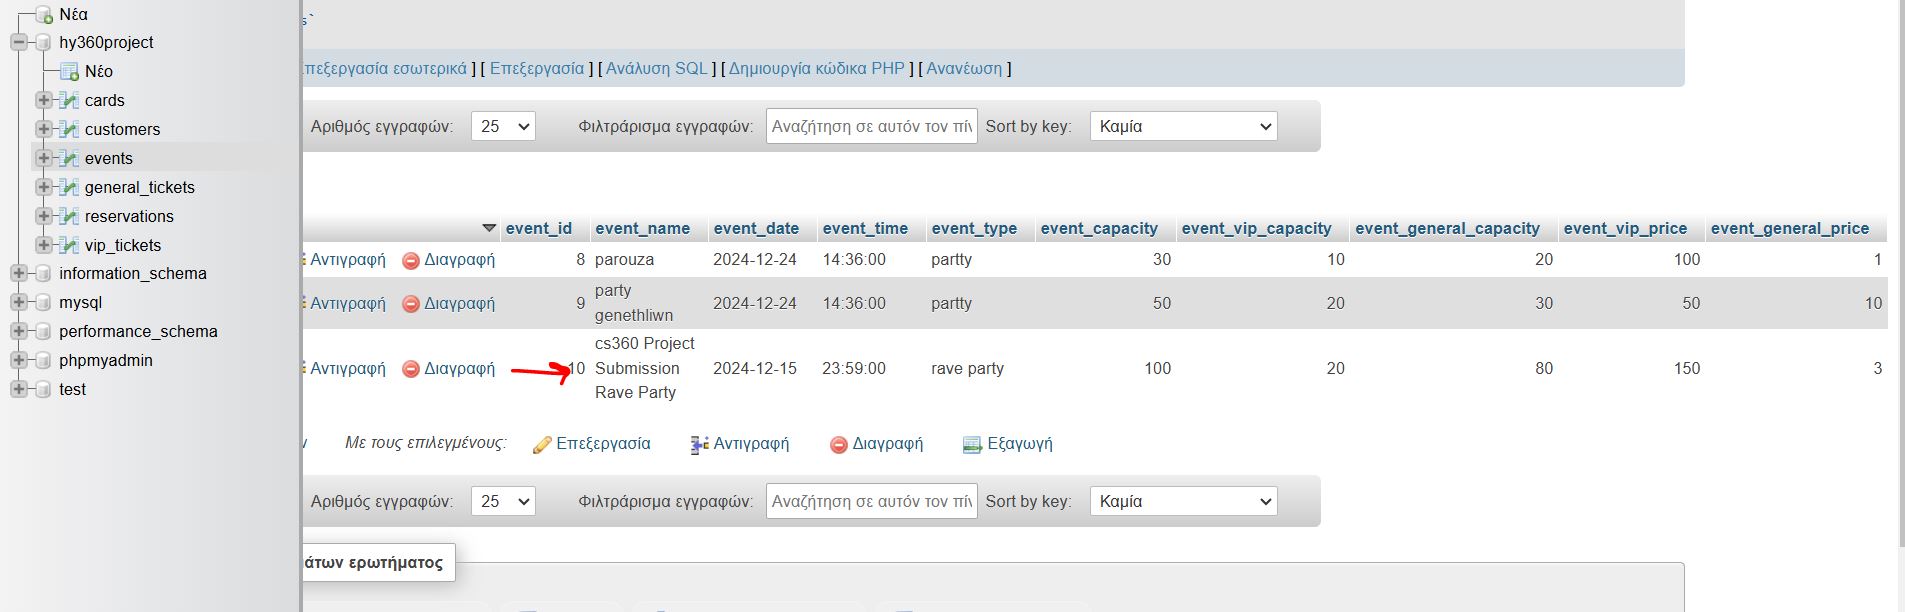 Νέα
hy360project
Νέο
cards
customers
events
general_tickets
reservations
vip_tickets
information_schema
mysql
performance_schema
phpmyadmin
test
s`
εσωτερικά ] [ Επεξεργασία ] [ Ανάλυση SQL ] [ Δημιουργία κώδικα PHP ] [ Ανανέωση ]
Αριθμός εγγραφών: 25 Φιλτράρισμα εγγραφών: Αναζήτηση σε αυτόν τον Sort by key: Καμία
event_id event_name event_date event_time event_type event_capacity event_vip_capacity event_general_capacity event_vip_price event_general_price
Αντιγραφή Διαγραφή 8 parouza 2024-12-24 14:36:00 partty 30 10 20 100 1
Αντιγραφή Διαγραφή 9 party genethliwn 2024-12-24 14:36:00 partty 50 20 30 50 10
Αντιγραφή Διαγραφή 10 cs360 Project Submission Rave Party 2024-12-15 23:59:00 rave party 100 20 80 150 3
Με τους επιλεγμένους: Επεξεργασία Αντιγραφή Διαγραφή Εξαγωγή
Αριθμός εγγραφών: 25 Φιλτράρισμα εγγραφών: Αναζήτηση σε αυτόν τον Sort by key: Καμία
ερωτήματος